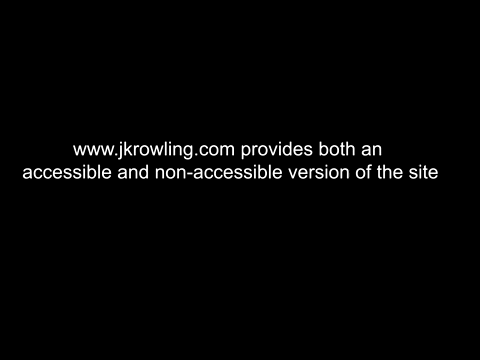 www.jkrowling.com provides both an
accessible and non-accessible version of the site